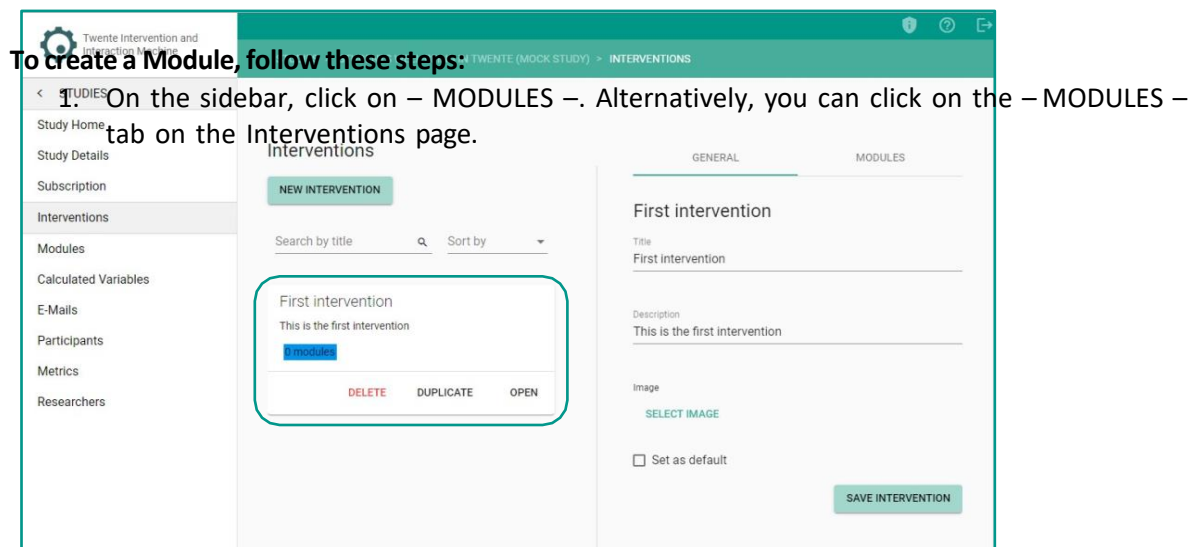 Twente Intervention and
Interaction Machine
To create a Module, follow these steps:
TWENTE (MOCK STUDY) > INTERVENTIONS
< STUDIES
1. On the sidebar, click on – MODULES –. Alternatively, you can click on the – MODULES –
tab on the Interventions page.
Study Home
Study Details
Subscription
Interventions
Modules
Calculated Variables
E-Mails
Participants
Metrics
Researchers
Interventions
NEW INTERVENTION
Search by title
Sort by
First intervention
This is the first intervention
0 modules
DELETE DUPLICATE OPEN
GENERAL MODULES
First intervention
Title
First intervention
Description
This is the first intervention
Image
SELECT IMAGE
Set as default
SAVE INTERVENTION